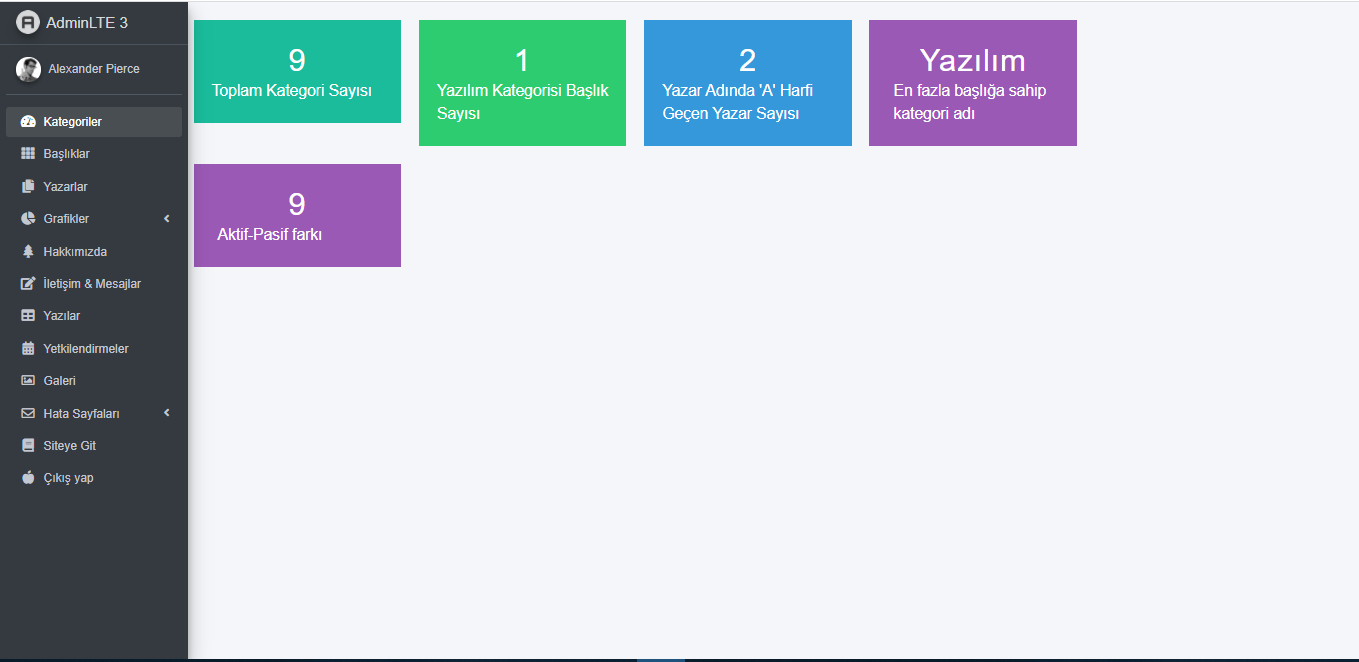 AdminLTE 3
Alexander Pierce
Kategoriler
Başlıklar
Yazarlar
Grafikler
Hakkımızda
İletişim & Mesajlar
Yazılar
Yetkilendirmeler
Galeri
Hata Sayfaları
Siteye Git
Çıkış yap
9
Toplam Kategori Sayısı
1
Yazılım Kategorisi Başlık
Sayısı
2
Yazar Adında 'A' Harfi
Geçen Yazar Sayısı
Yazılım
En fazla başlığa sahip
kategori adı
9
Aktif-Pasif farkı